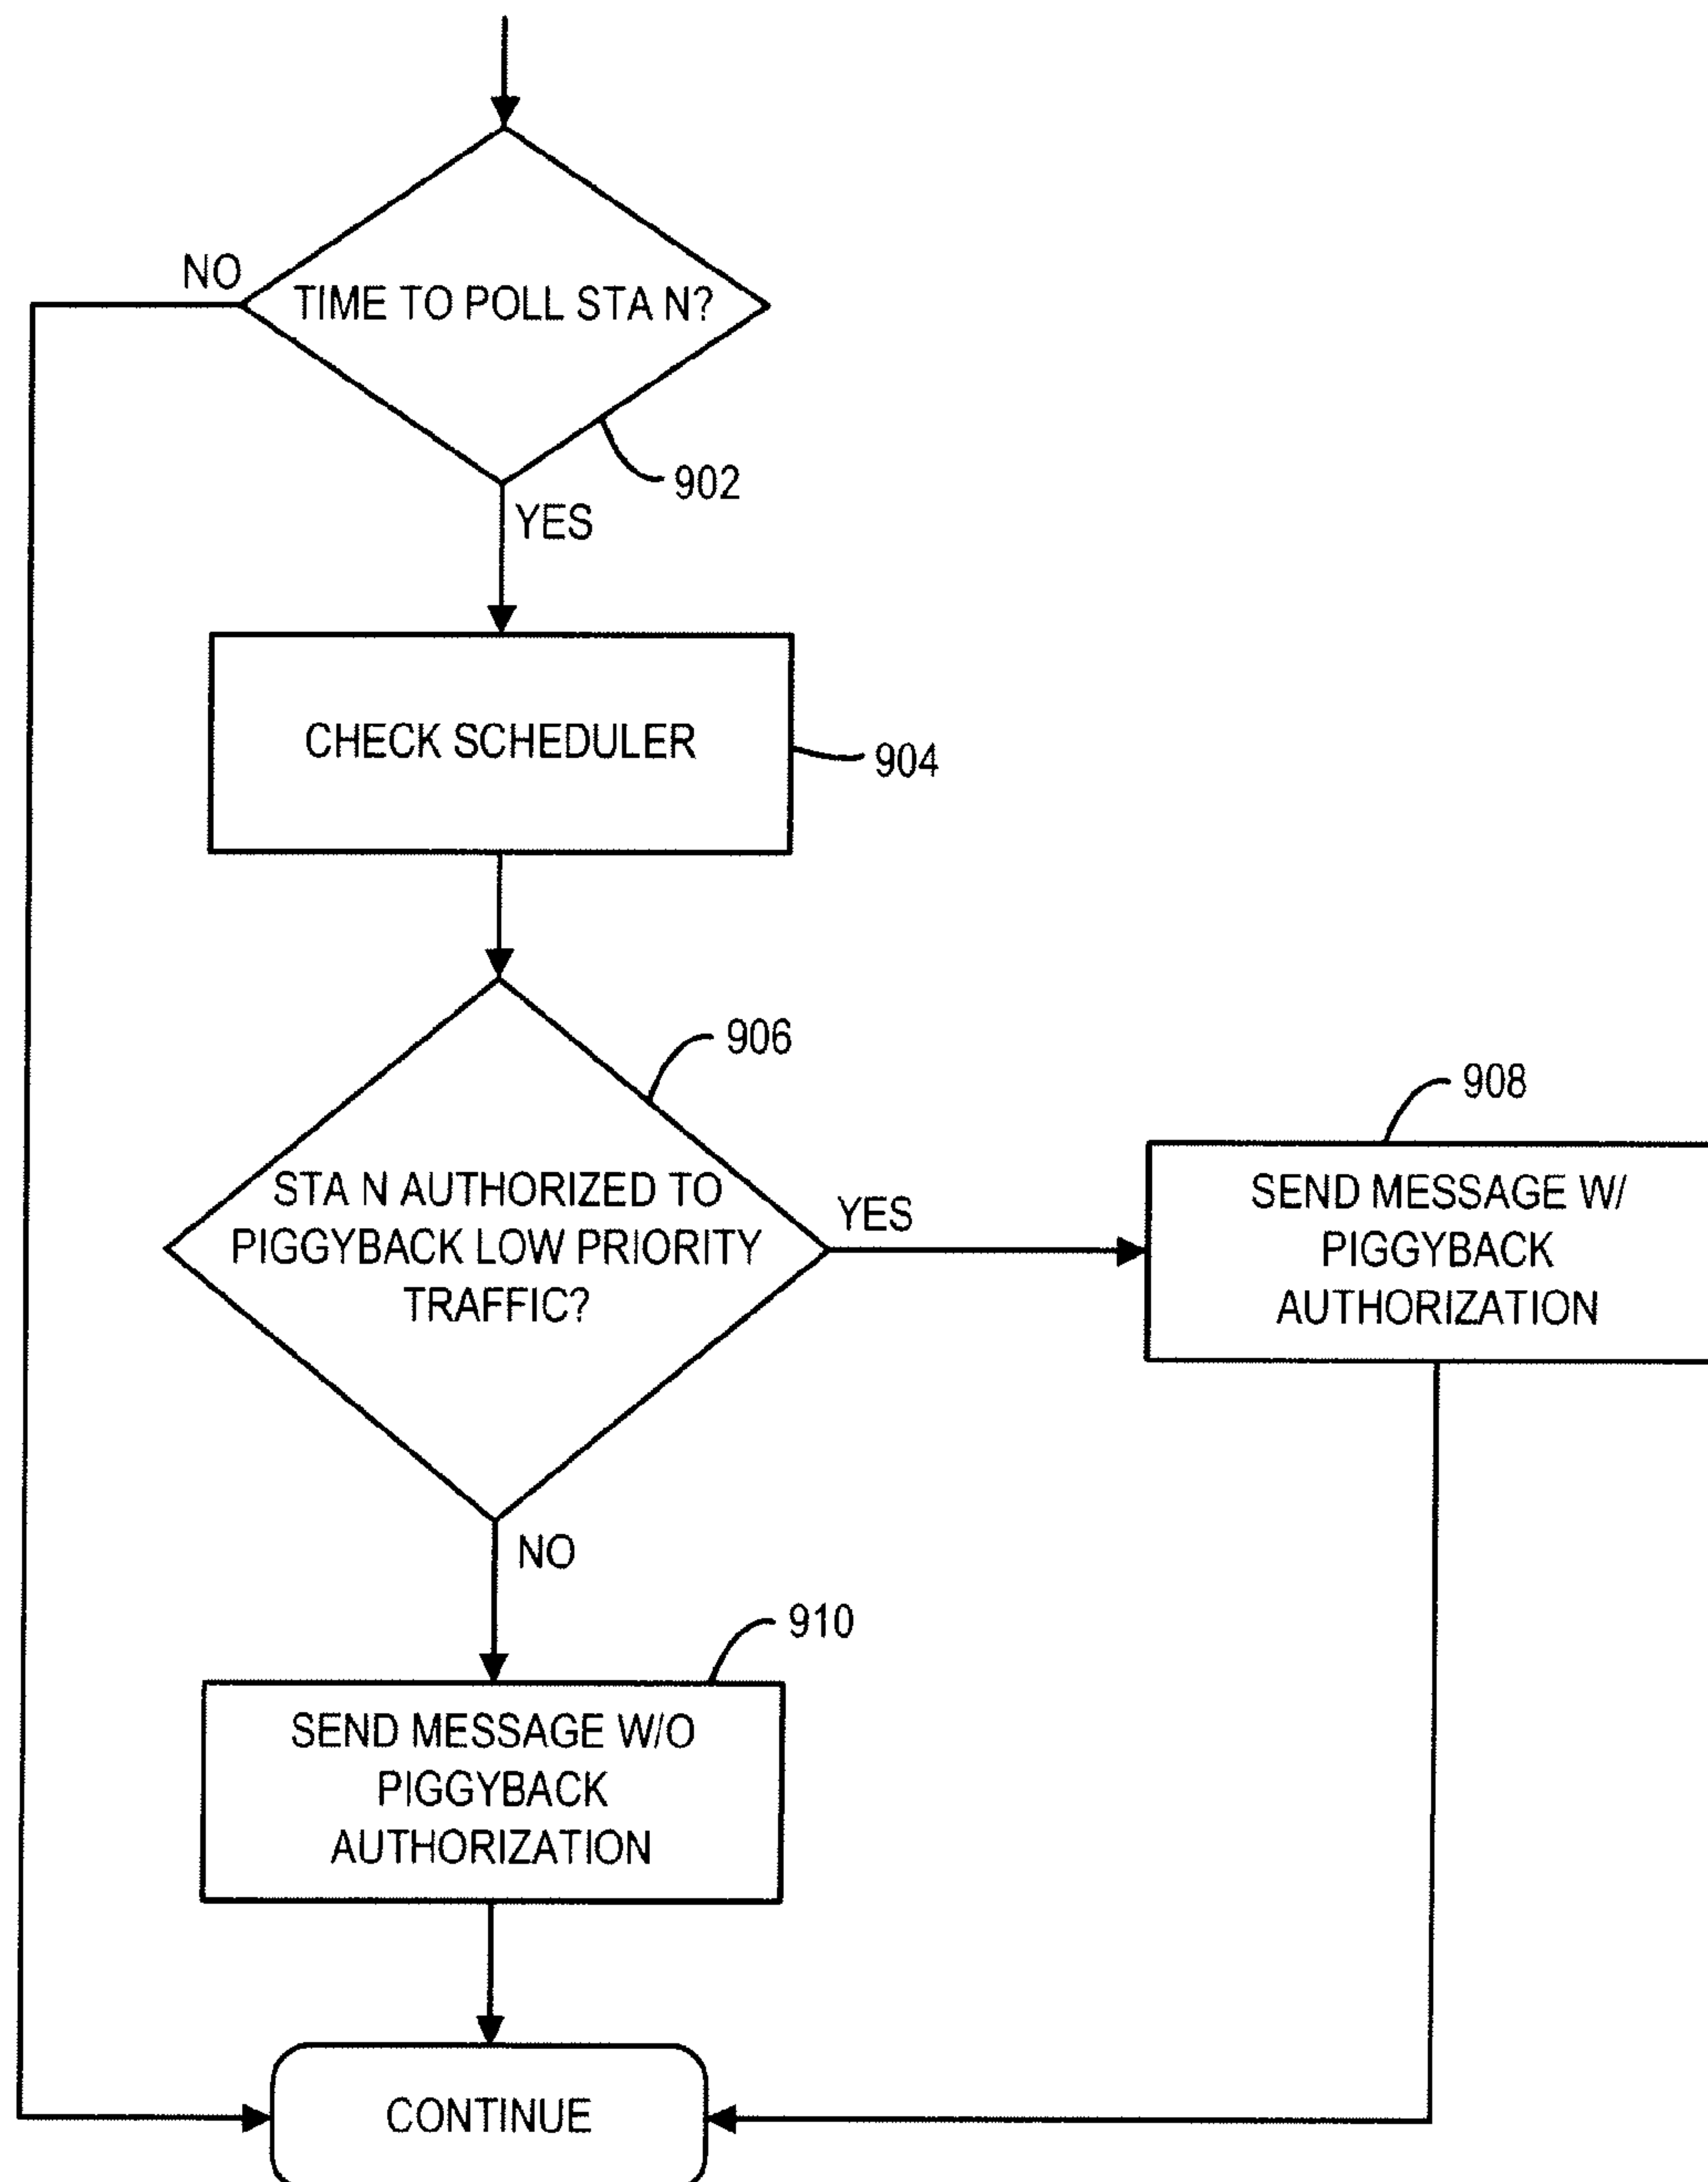 NO
TIME TO POLL STA N?
902
YES
CHECK SCHEDULER
904
906
STA N AUTHORIZED TO
PIGGYBACK LOW PRIORITY
TRAFFIC?
YES
908
SEND MESSAGE W/
PIGGYBACK
AUTHORIZATION
NO
910
SEND MESSAGE W/O
PIGGYBACK
AUTHORIZATION
CONTINUE